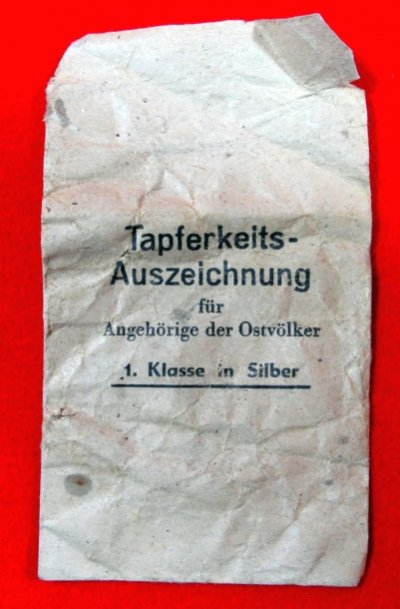 Tapferkeits-
Auszeichnung
für
Angehörige der Ostvölker
1. Klasse in Silber